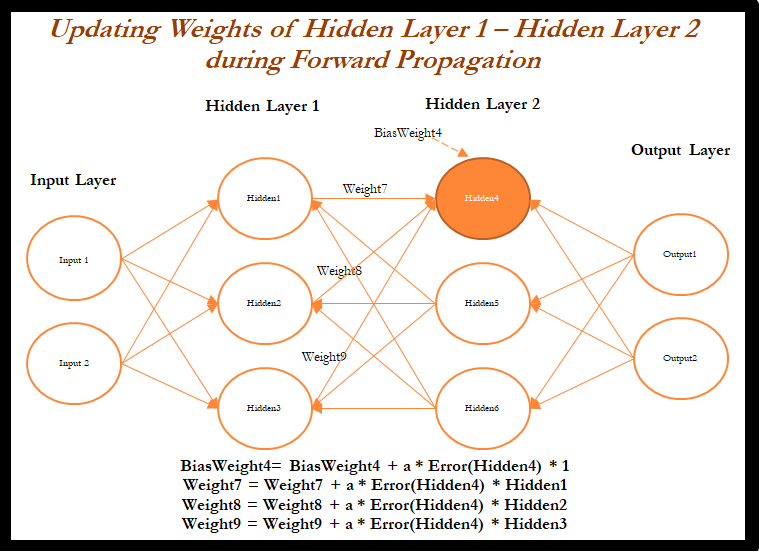 Updating Weights of Hidden Layer 1 – Hidden Layer 2
during Forward Propagation
Hidden Layer 1
Hidden Layer 2
BiasWeight4
Output Layer
Input Layer
Hidden1
Weight7
Hidden4
Input 1
Output1
Weight8
Hidden2
Hidden5
Input 2
Weight9
Output2
Hidden3
Hidden6
BiasWeight4= BiasWeight4 + a * Error(Hidden4) * 1
Weight7 = Weight7 + a * Error(Hidden4) * Hidden1
Weight8 = Weight8 + a * Error(Hidden4) * Hidden2
Weight9 = Weight9 + a * Error(Hidden4) * Hidden3